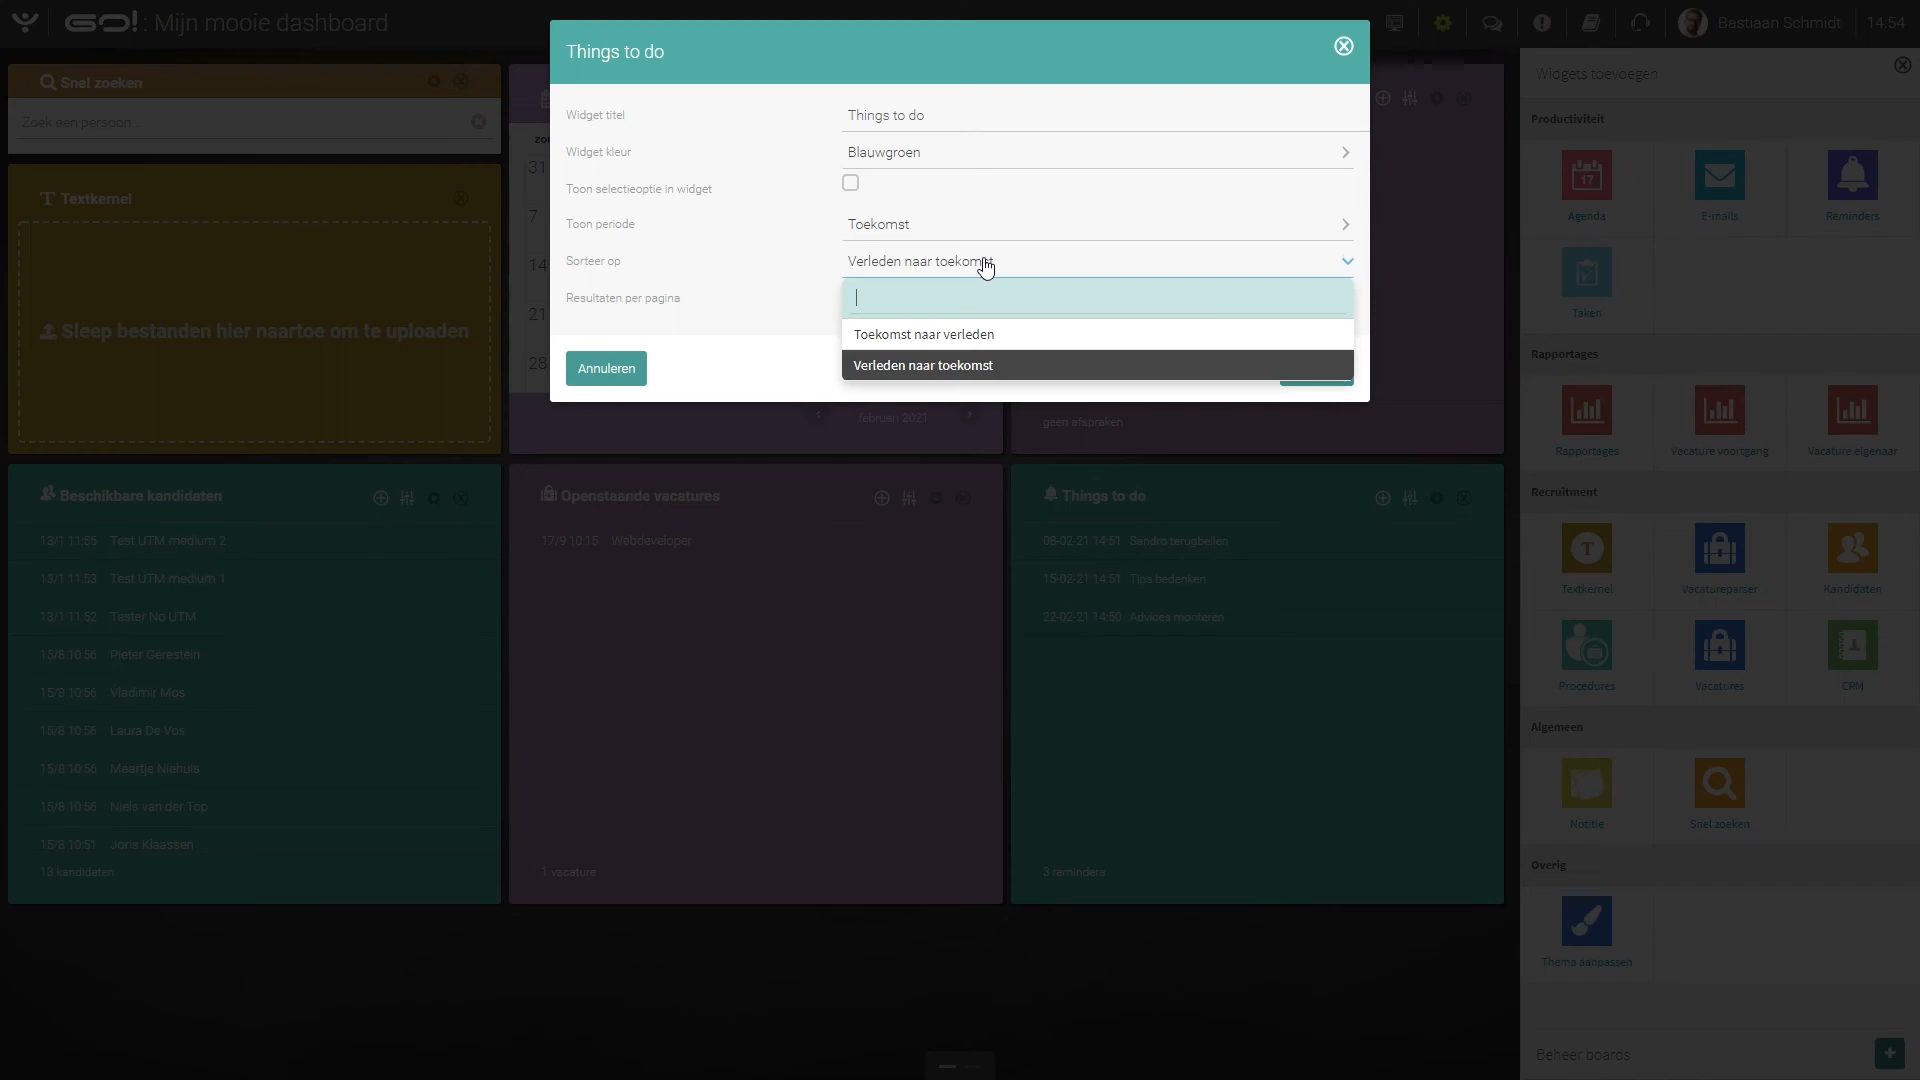 GO! : Mijn mooie dashboard
Bastiaan Schmidt
14:54
Snel zoeken
Zoek een persoon...
Textkernel
Sleep bestanden hier naartoe om te uploaden
Things to do
Widget titel
Things to do
Widget kleur
Blauwgroen
Toon selectieoptie in widget
Toon periode
Toekomst
Sorteer op
Verleden naar toekomst
Resultaten per pagina
Toekomst naar verleden
Verleden naar toekomst
Annuleren
31
7
14
21
28
februari 2021
geen afspraken
Beschikbare kandidaten
13/1 11:55 Test UTM medium 2
13/1 11:53 Test UTM medium 1
13/1 11:52 Tester No UTM
15/8 10:56 Pieter Gerestein
15/8 10:56 Vladimir Mos
15/8 10:56 Laura De Vos
15/8 10:56 Maartje Niehuis
15/8 10:56 Niels van der Top
15/8 10:51 Joris Klaassen
13 kandidaten
Openstaande vacatures
17/9 10:15 Webdeveloper
1 vacature
Things to do
08-02-21 14:51 Sandro terugbellen
15-02-21 14:51 Tips bedenken
22-02-21 14:50 Advices monteren
3 reminders
Widgets toevoegen
Productiviteit
17
Agenda
E-mails
Reminders
Taken
Rapportages
Rapportages
Vacature voortgang
Vacature eigenaar
Recruitment
T
Textkernel
Vacatureparser
Kandidaten
Procedures
Vacatures
CRM
Algemeen
Notitie
Snel zoeken
Overig
Thema aanpassen
Beheer boards